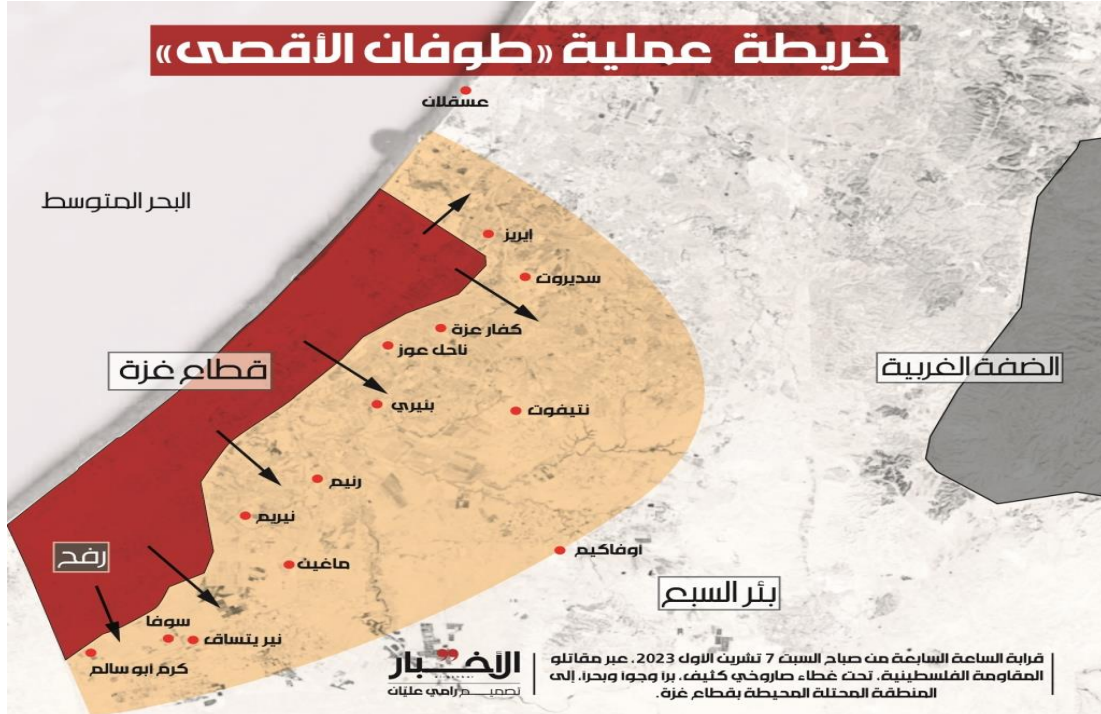 خريطة عملية «طوفان الأقصى»
عسقلان
البحر المتوسط
ايريز
سديروت
كفار عزة
ناحل عوز
قطاع غزة
الضفة الغربية
بئيري
نتيفوت
رئيم
نيريم
اوفاكيم
رفح
ماغين
بئر السبع
سوفا
نير يتساق
كرم ابو سالم
الأخبار
تصميم رامي عليان
قرابة الساعة السابعة من صباح السبت 7 تشرين الأول 2023، عبر مقاتلو
المقاومة الفلسطينية، تحت غطاء صاروخي كثيف، براً وجواً وبحراً، إلى
المنطقة المحتلة المحيطة بقطاع غزة.